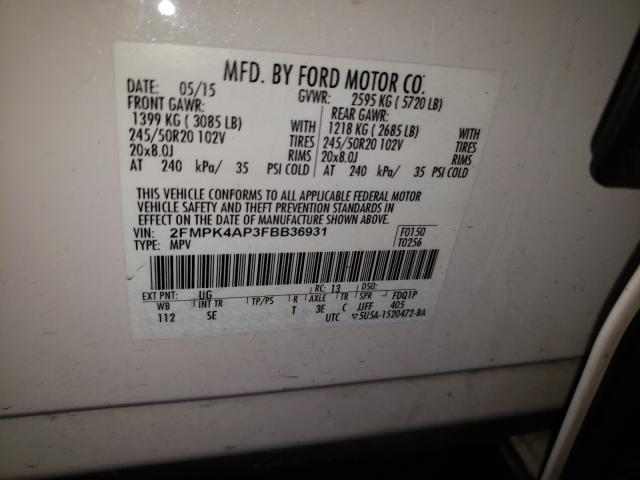 MFD. BY FORD MOTOR CO.
DATE: 05/15 GVWR: 2595 KG ( 5720 LB)
FRONT GAWR: REAR GAWR:
1399 KG ( 3085 LB) WITH 1218 KG ( 2685 LB) WITH
245/50R20 102V TIRES 245/50R20 102V TIRES
20x8.0J RIMS 20x8.0J RIMS
AT 240 kPa/ 35 PSI COLD AT 240 kPa/ 35 PSI COLD
THIS VEHICLE CONFORMS TO ALL APPLICABLE FEDERAL MOTOR
VEHICLE SAFETY AND THEFT PREVENTION STANDARDS IN
EFFECT ON THE DATE OF MANUFACTURE SHOWN ABOVE.
VIN: 2FMPK4AP3FBB36931 F0150
TYPE: MPV T0256
EXT PNT: UG RC: 13 DSO:
WB INT TR TP/PS R AXLE TR SPR FDQ1P
112 SE T 3E C JJFF 405
UTC ▽5U5A-1520472-BA